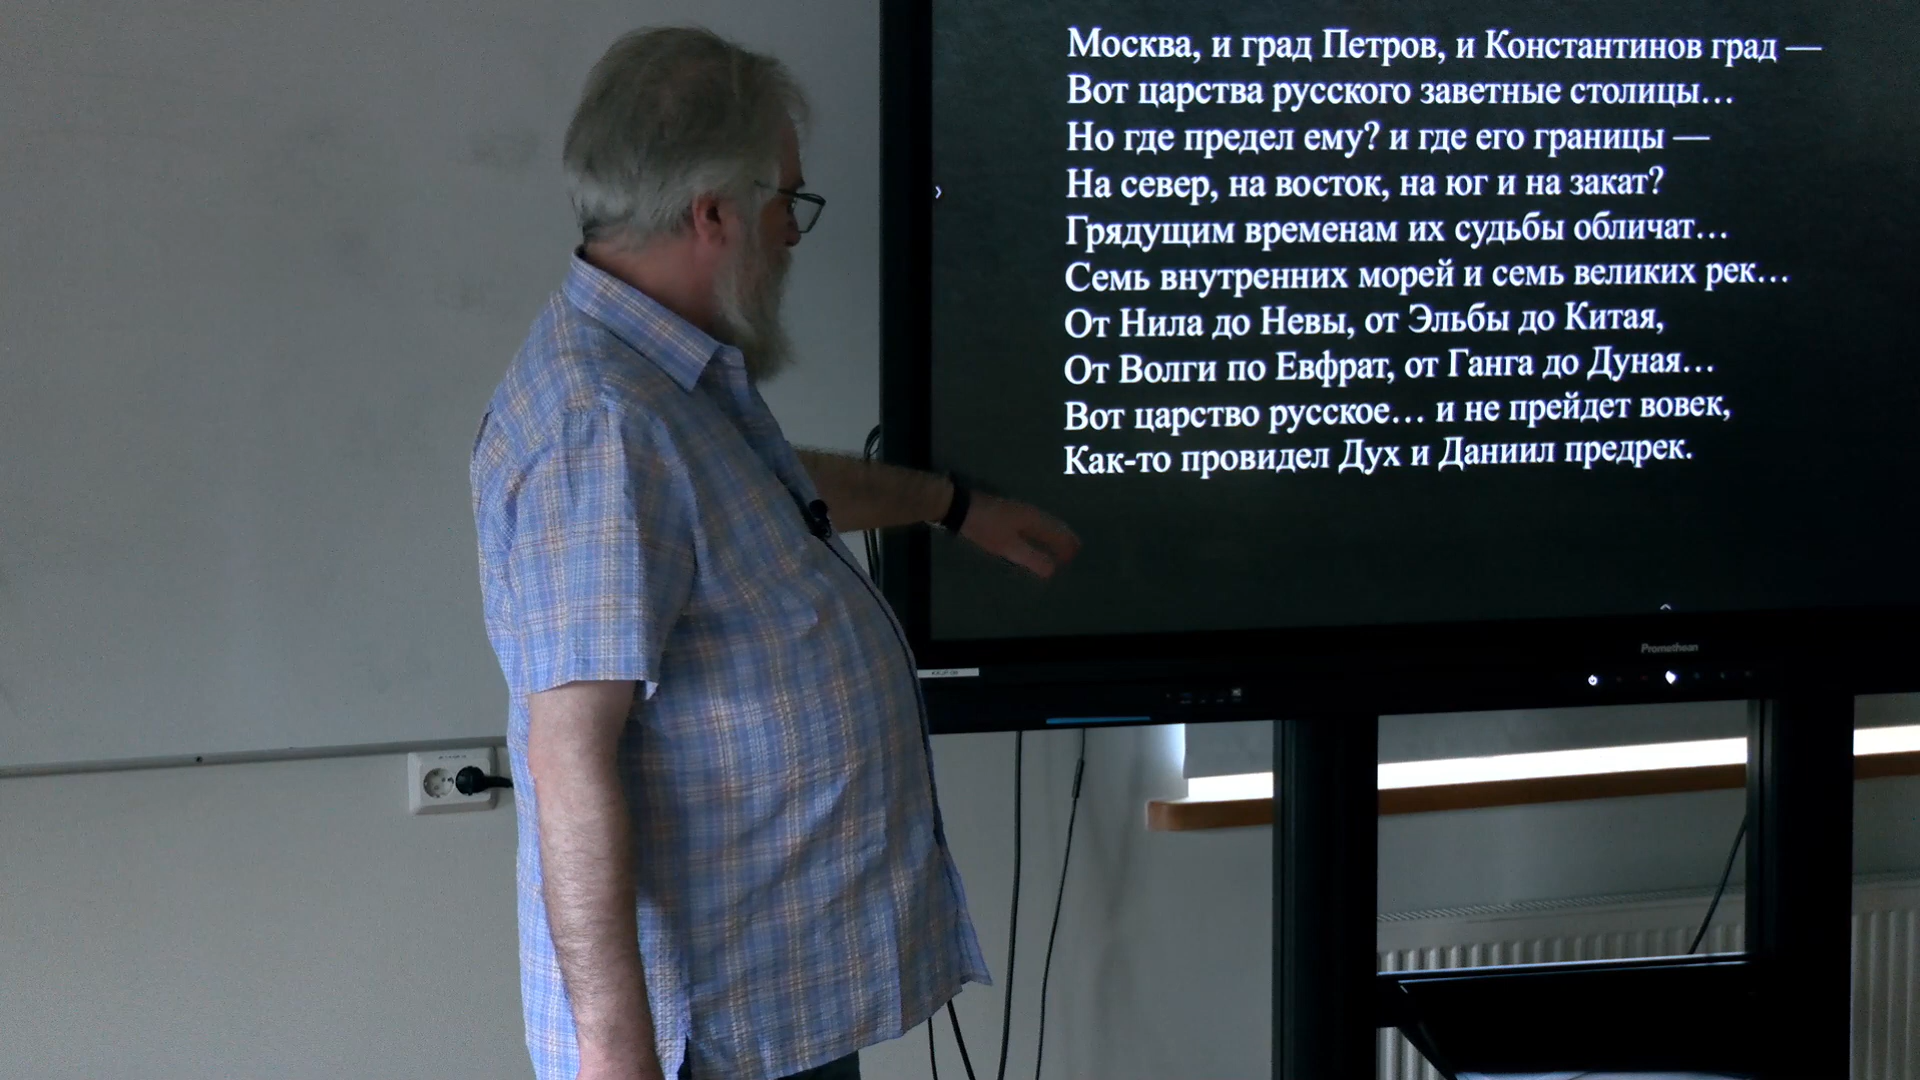 Москва, и град Петров, и Константинов град —
Вот царства русского заветные столицы…
Но где предел ему? и где его границы —
На север, на восток, на юг и на закат?
Грядущим временам их судьбы обличат…
Семь внутренних морей и семь великих рек…
От Нила до Невы, от Эльбы до Китая,
От Волги по Евфрат, от Ганга до Дуная…
Вот царство русское… и не прейдет вовек,
Как-то провидел Дух и Даниил предрек.
Promethean